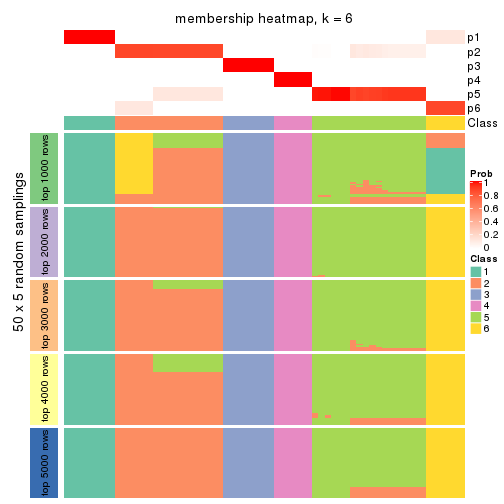 membership heatmap, k = 6
p1
p2
p3
p4
p5
p6
Class
50 x 5 random samplings
top 1000 rows
top 2000 rows
top 3000 rows
top 4000 rows
top 5000 rows
Prob
1
0.8
0.6
0.4
0.2
0
Class
1
2
3
4
5
6